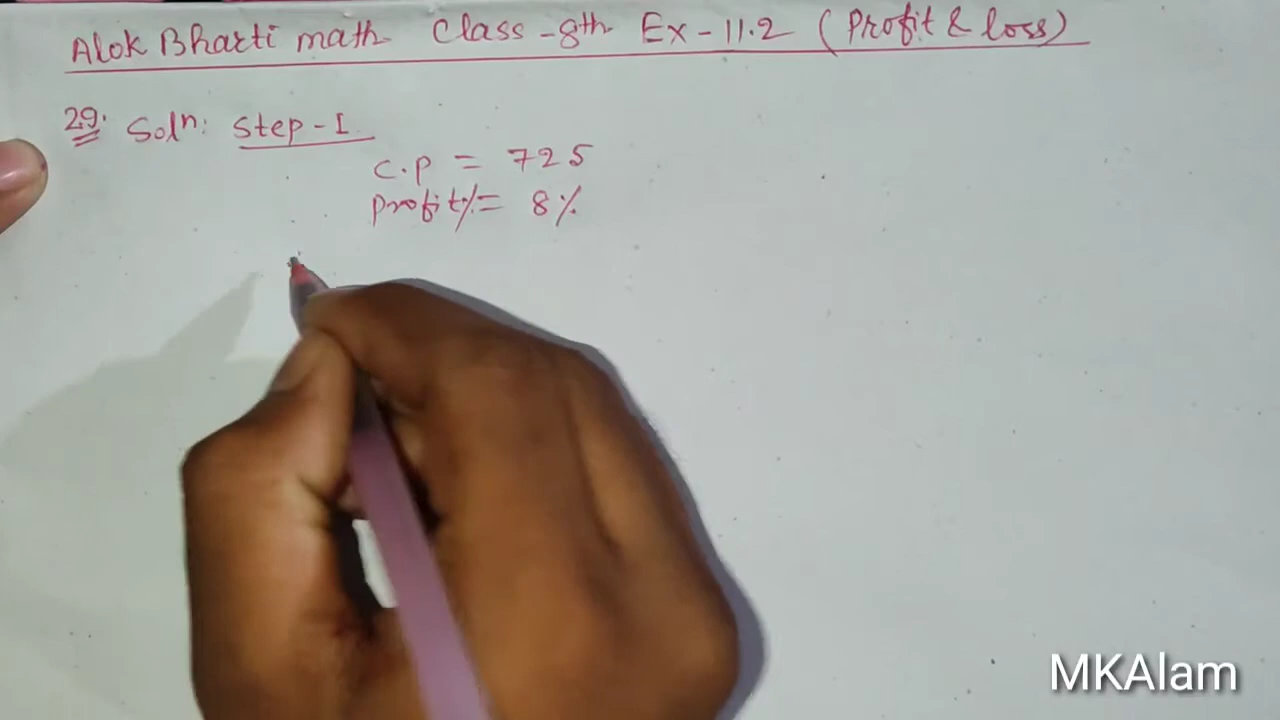 Alok Bharti math Class - 8th Ex - 11.2 (Profit & loss)
29. Solⁿ: Step - I
C.P = 725
Profit% = 8%
MKAlam